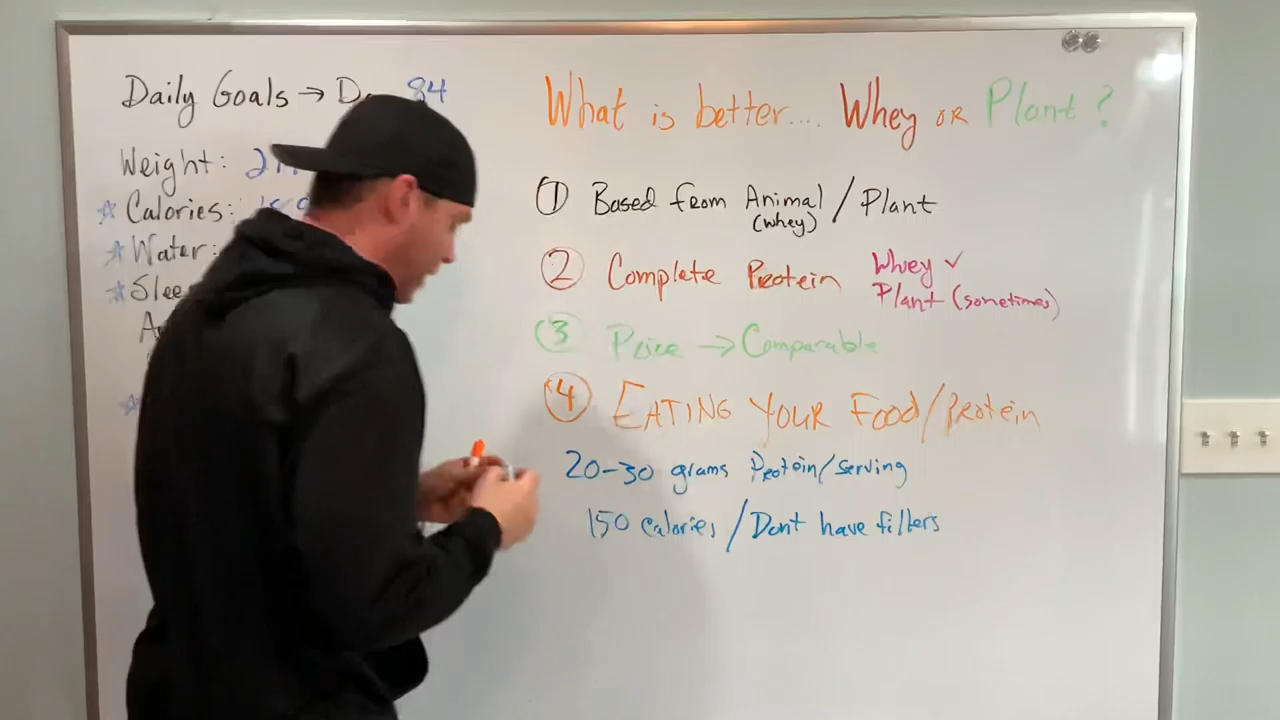 Daily Goals → 84
Weight:
Calories:
Water:
What is better.... Whey or Plant?
① Based from Animal / Plant
(whey)
② Complete Protein
Whey ✓
Plant (sometimes)
③ Price → Comparable
④ EATING YOUR Food/Protein
20-30 grams Protein/serving
150 Calories / Dont have filters